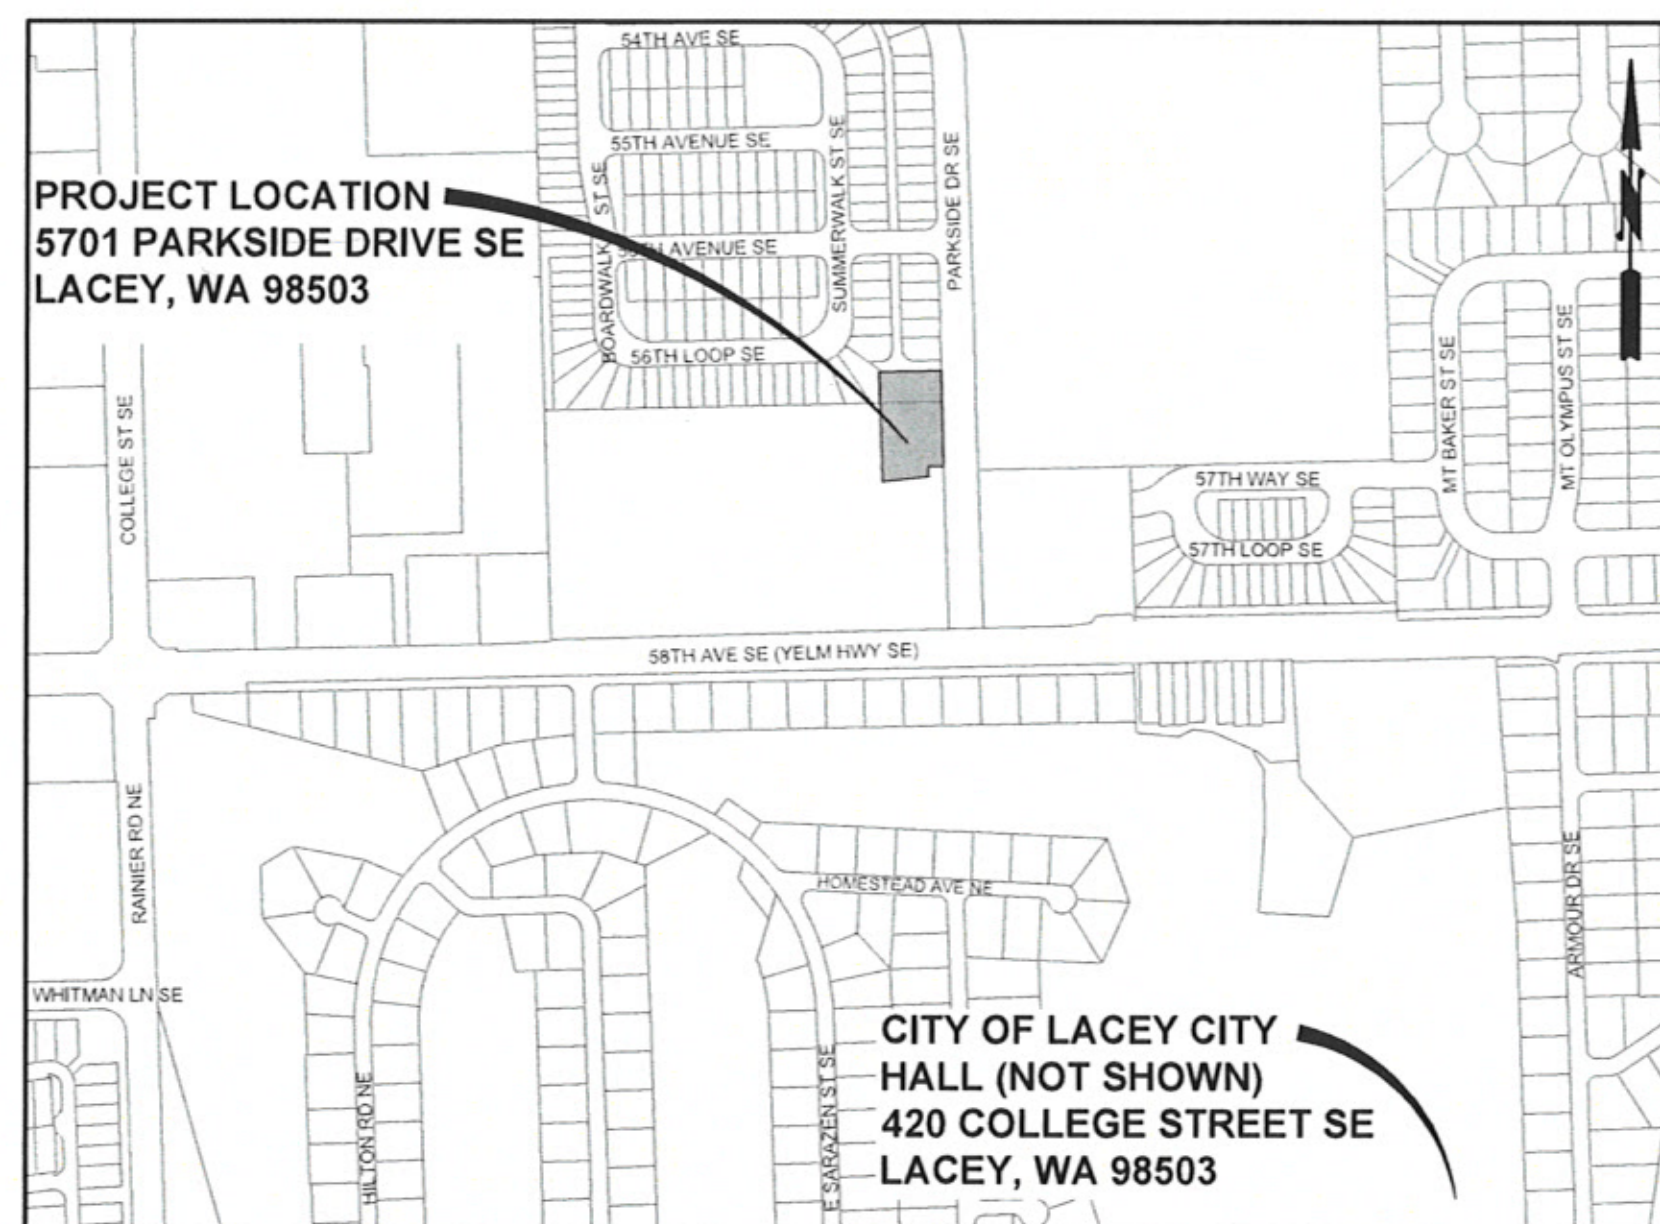 54TH AVE SE
55TH AVENUE SE
PROJECT LOCATION
5701 PARKSIDE DRIVE SE
LACEY, WA 98503
BOARDWALK ST SE
AVENUE SE
SUMMERWALK ST SE
PARKSIDE DR SE
N
56TH LOOP SE
COLLEGE ST SE
MT BAKER ST SE
MT OLYMPUS ST SE
57TH WAY SE
57TH LOOP SE
58TH AVE SE (YELM HWY SE)
RAINIER RD NE
HOMESTEAD AVE NE
ARMOUR DR SE
WHITMAN LN SE
HILTON RD NE
E SARAZEN ST SE
CITY OF LACEY CITY
HALL (NOT SHOWN)
420 COLLEGE STREET SE
LACEY, WA 98503